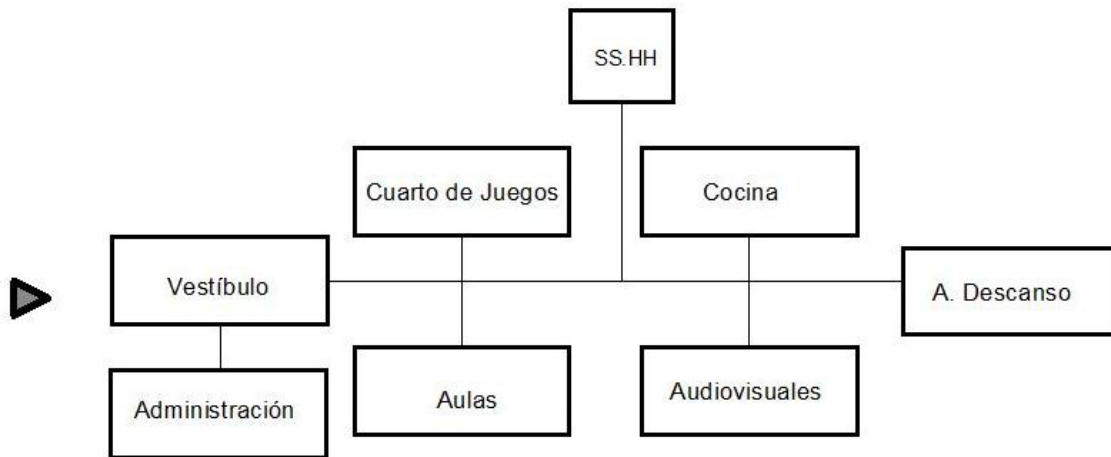 SS.HH
Cuarto de Juegos
Cocina
Vestíbulo
A. Descanso
Administración
Aulas
Audiovisuales